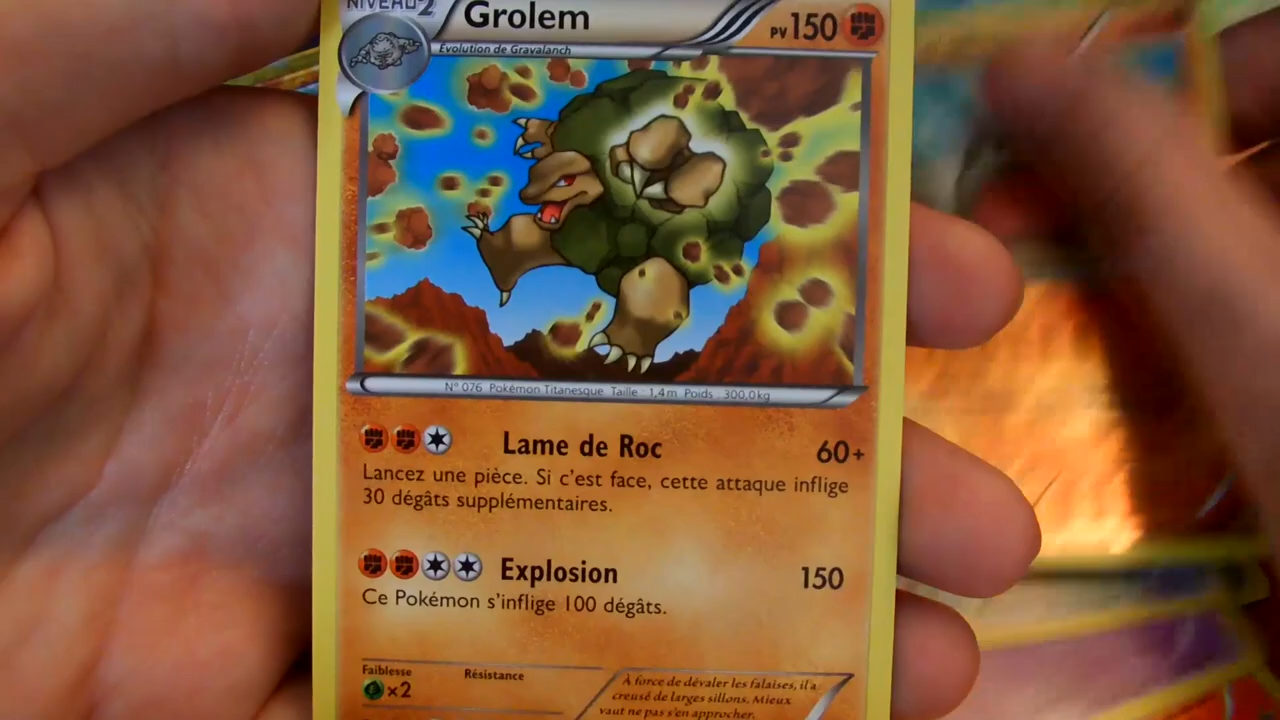 NIVEAU 2
Grolem
PV 150
Évolution de Gravalanch
N° 076 Pokémon Titanesque Taille : 1,4 m Poids : 300,0 kg
Lame de Roc 60+
Lancez une pièce. Si c'est face, cette attaque inflige
30 dégâts supplémentaires.
Explosion 150
Ce Pokémon s'inflige 100 dégâts.
Faiblesse
×2
Résistance
À force de dévaler les falaises, il a
creusé de larges sillons. Mieux
vaut ne pas s'en approcher.